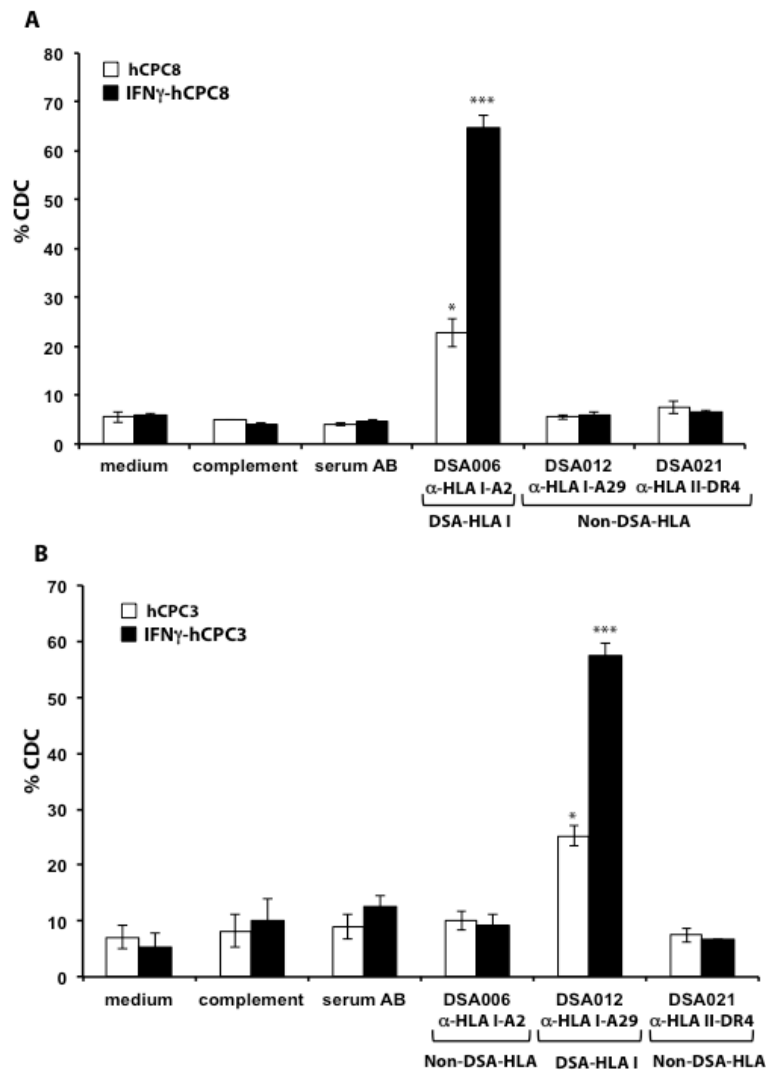 A
80
70
60
50
40
30
20
10
0
% CDC
hCPC8
IFNγ-hCPC8
*
***
medium complement serum AB DSA006 DSA012 DSA021
α-HLA I-A2 α-HLA I-A29 α-HLA II-DR4
DSA-HLA I Non-DSA-HLA
B
70
60
50
40
30
20
10
0
% CDC
hCPC3
IFNγ-hCPC3
*
***
medium complement serum AB DSA006 DSA012 DSA021
α-HLA I-A2 α-HLA I-A29 α-HLA II-DR4
Non-DSA-HLA DSA-HLA I Non-DSA-HLA